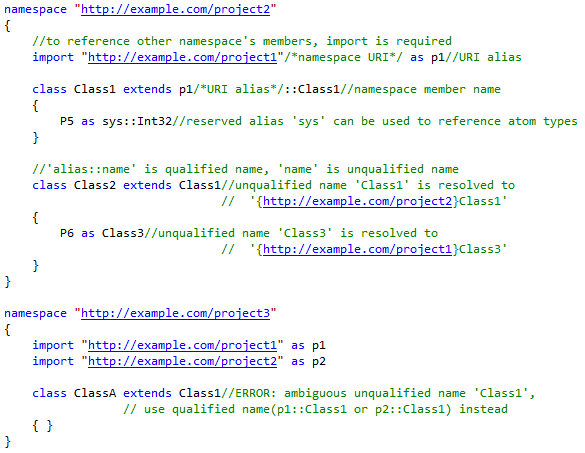 namespace "http://example.com/project2"
{
    //to reference other namespace's members, import is required
    import "http://example.com/project1"/*namespace URI*/ as p1//URI alias

    class Class1 extends p1/*URI alias*/::Class1//namespace member name
    {
        P5 as sys::Int32//reserved alias 'sys' can be used to reference atom types
    }

    //'alias::name' is qualified name, 'name' is unqualified name
    class Class2 extends Class1//unqualified name 'Class1' is resolved to
                               //  '{http://example.com/project2}Class1'
    {
        P6 as Class3//unqualified name 'Class3' is resolved to
                               //  '{http://example.com/project1}Class3'
    }
}

namespace "http://example.com/project3"
{
    import "http://example.com/project1" as p1
    import "http://example.com/project2" as p2

    class ClassA extends Class1//ERROR: ambiguous unqualified name 'Class1',
                 // use qualified name(p1::Class1 or p2::Class1) instead
    { }
}